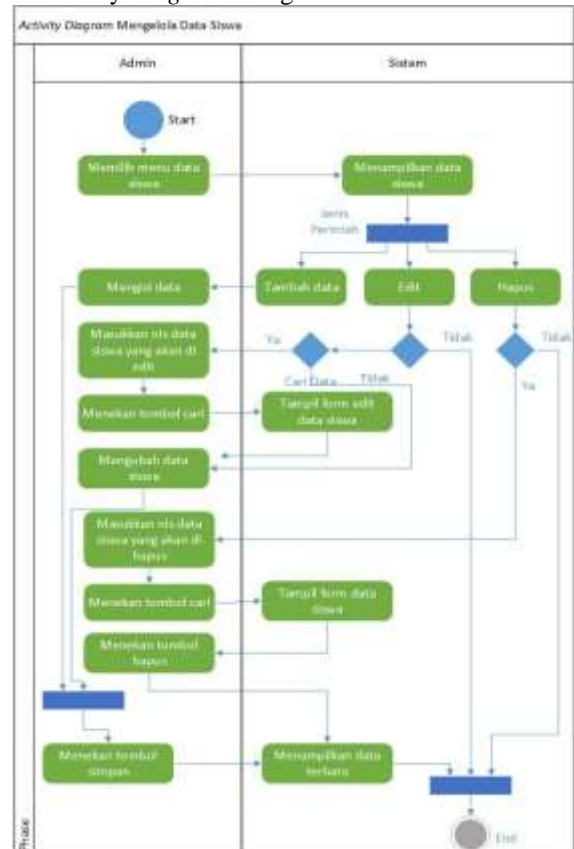 Activity Diagram Mengelola Data Siswa
Admin
Sistem
Start
Memilih menu data
siswa
Menampilkan data
siswa
Jenis
Perintah
Mengisi data
Tambah data
Edit
Hapus
Masukkan nis data
siswa yang akan di
edit
Ya
Tidak
Tidak
Cari Data
Tidak
Ya
Menekan tombol cari
Tampil form edit
data siswa
Mengubah data
siswa
Masukkan nis data
siswa yang akan di
hapus
Menekan tombol cari
Tampil form data
siswa
Menekan tombol
hapus
Menekan tombol
simpan
Menampilkan data
terbaru
End
Phase